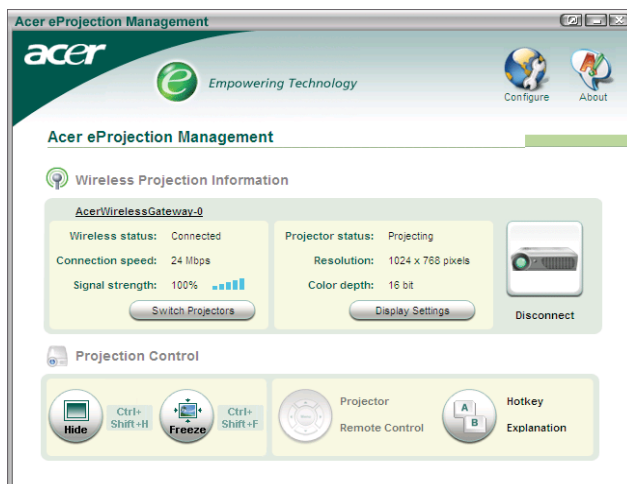 Acer eProjection Management
acer
e Empowering Technology
Configure
About
Acer eProjection Management
Wireless Projection Information
AcerWirelessGateway-0
Wireless status: Connected
Connection speed: 24 Mbps
Signal strength: 100%
Switch Projectors
Projector status: Projecting
Resolution: 1024 x 768 pixels
Color depth: 16 bit
Display Settings
Disconnect
Projection Control
Hide
Ctrl+
Shift+H
Freeze
Ctrl+
Shift+F
Menu
Projector
Remote Control
A
B
Hotkey
Explanation